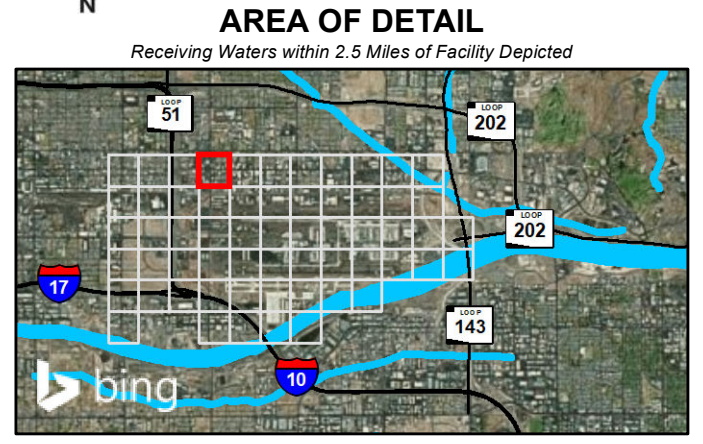 N
AREA OF DETAIL
Receiving Waters within 2.5 Miles of Facility Depicted
LOOP
51
LOOP
202
LOOP
202
17
LOOP
143
10
bing